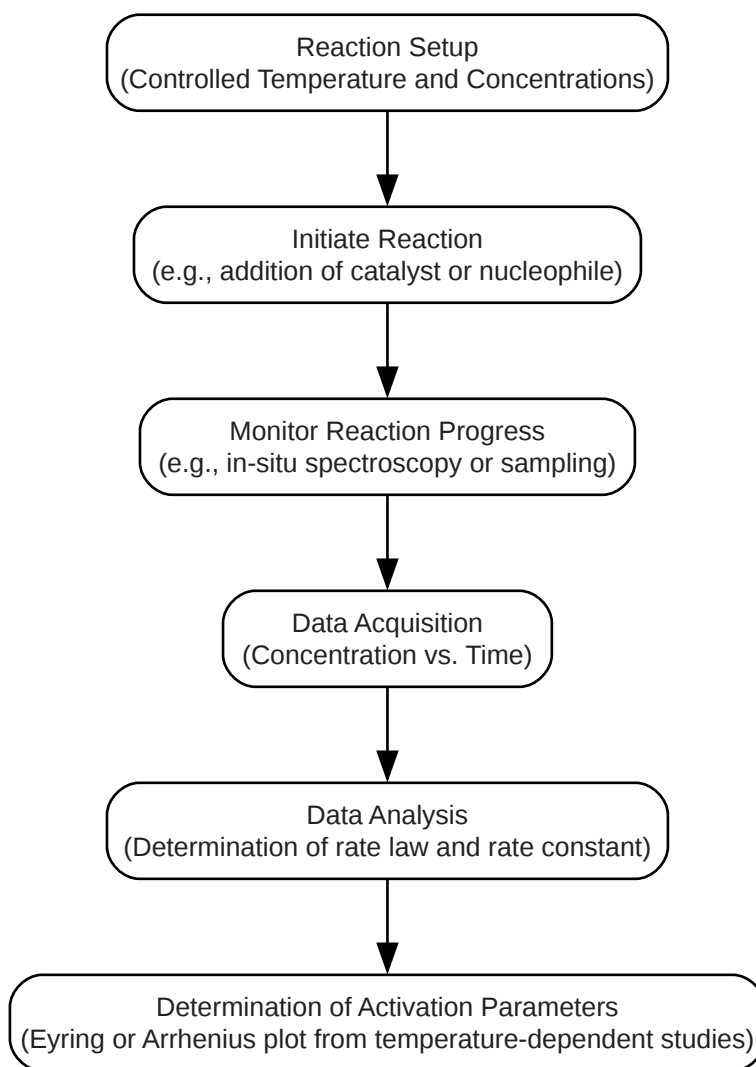 Reaction Setup
(Controlled Temperature and Concentrations)
Initiate Reaction
(e.g., addition of catalyst or nucleophile)
Monitor Reaction Progress
(e.g., in-situ spectroscopy or sampling)
Data Acquisition
(Concentration vs. Time)
Data Analysis
(Determination of rate law and rate constant)
Determination of Activation Parameters
(Eyring or Arrhenius plot from temperature-dependent studies)